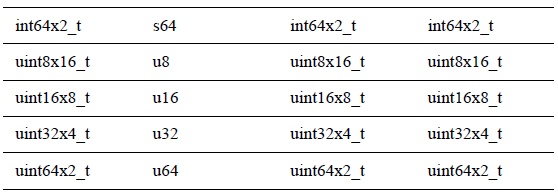 int64x2_t s64 int64x2_t int64x2_t
uint8x16_t u8 uint8x16_t uint8x16_t
uint16x8_t u16 uint16x8_t uint16x8_t
uint32x4_t u32 uint32x4_t uint32x4_t
uint64x2_t u64 uint64x2_t uint64x2_t